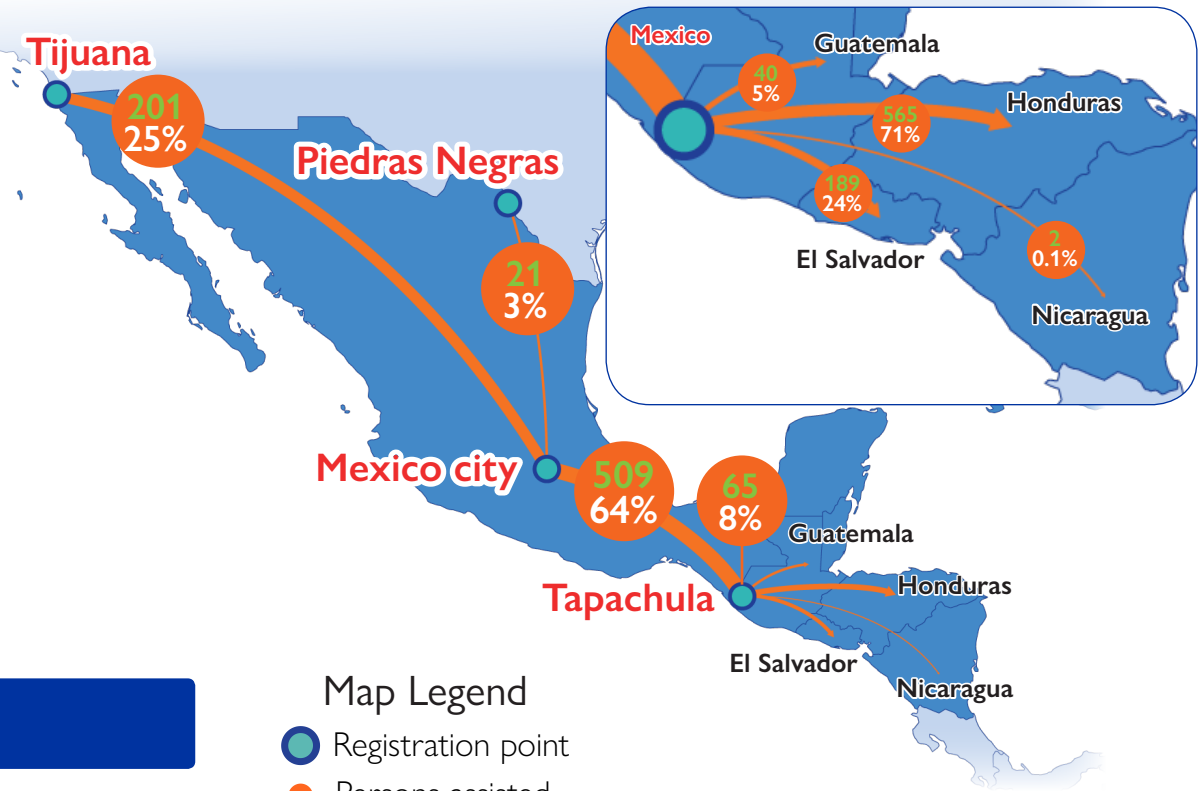 Tijuana
201
25%
Piedras Negras
21
3%
Mexico city
509
64%
65
8%
Tapachula
Guatemala
Honduras
El Salvador
Nicaragua
Mexico
Guatemala
40
5%
Honduras
565
71%
189
24%
El Salvador
2
0.1%
Nicaragua
Map Legend
Registration point
Persons assisted